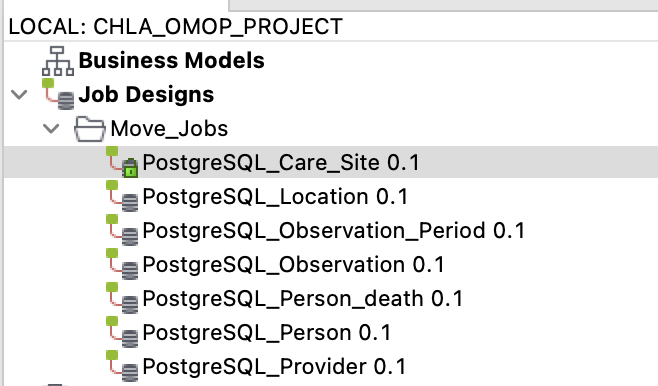 LOCAL: CHLA_OMOP_PROJECT
Business Models
Job Designs
Move_Jobs
PostgreSQL_Care_Site 0.1
PostgreSQL_Location 0.1
PostgreSQL_Observation_Period 0.1
PostgreSQL_Observation 0.1
PostgreSQL_Person_death 0.1
PostgreSQL_Person 0.1
PostgreSQL_Provider 0.1